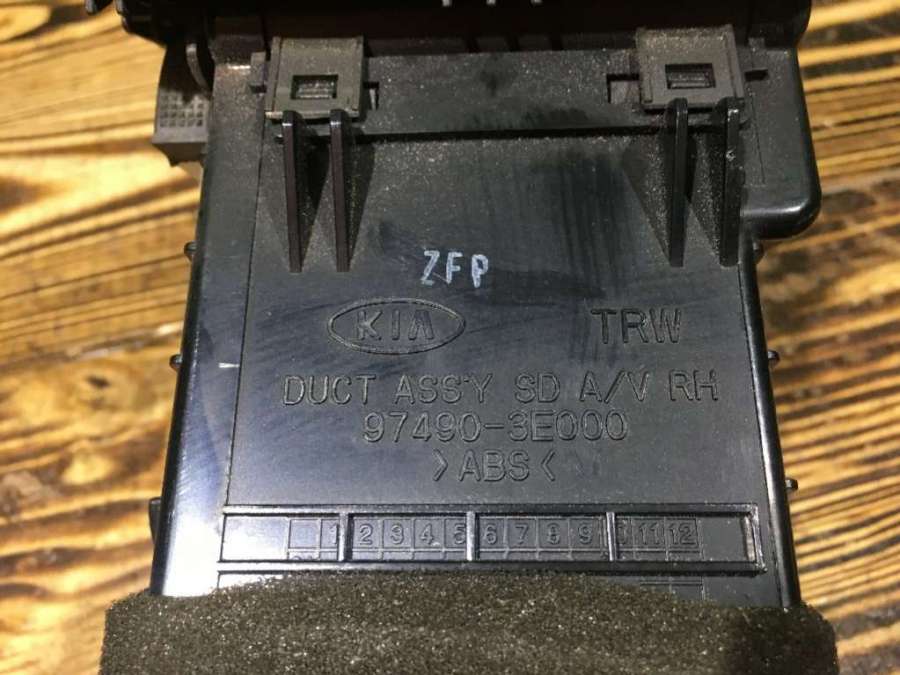 ZFP
KIA TRW
DUCT ASS'Y SD A/V RH
97490-3E000
>ABS<
1 2 3 4 5 6 7 8 9 10 11 12